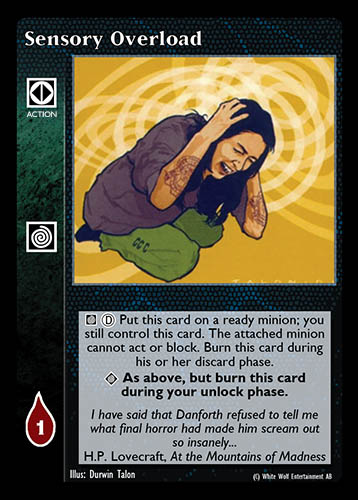 Sensory Overload
ACTION
Ⓓ Put this card on a ready minion; you
still control this card. The attached minion
cannot act or block. Burn this card during
his or her discard phase.
As above, but burn this card
during your unlock phase.
I have said that Danforth refused to tell me
what final horror had made him scream out
so insanely...
H.P. Lovecraft, At the Mountains of Madness
1
CCC
Illus: Durwin Talon
(C) White Wolf Entertainment AB